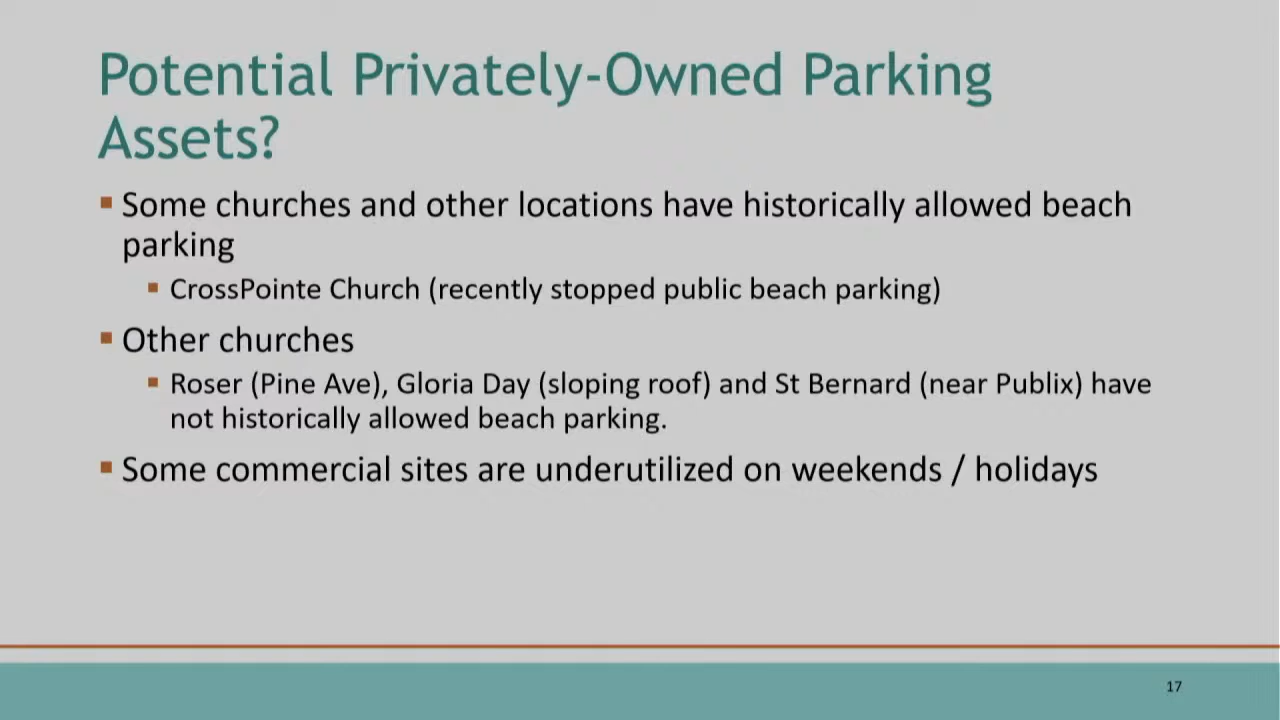 Potential Privately-Owned Parking
Assets?
Some churches and other locations have historically allowed beach
parking
CrossPointe Church (recently stopped public beach parking)
Other churches
Roser (Pine Ave), Gloria Day (sloping roof) and St Bernard (near Publix) have
not historically allowed beach parking.
Some commercial sites are underutilized on weekends / holidays
17